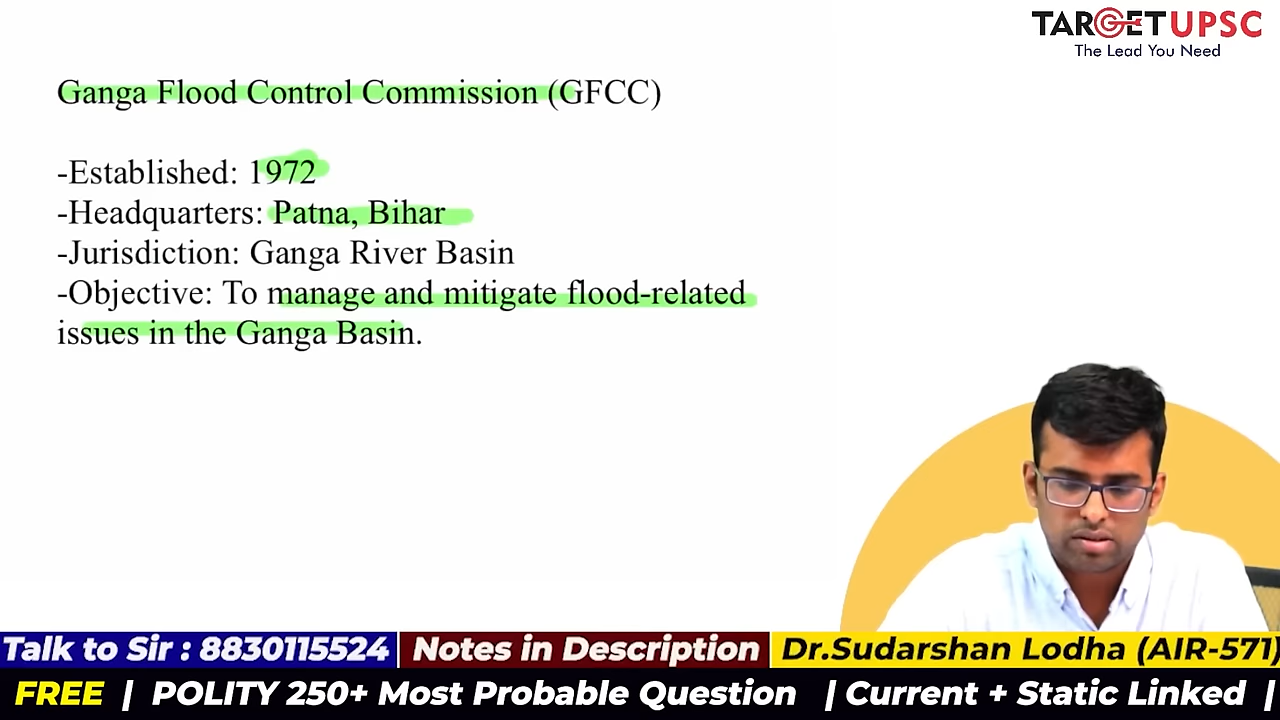 TARGETUPSC
The Lead You Need
Ganga Flood Control Commission (GFCC)
-Established: 1972
-Headquarters: Patna, Bihar
-Jurisdiction: Ganga River Basin
-Objective: To manage and mitigate flood-related
issues in the Ganga Basin.
Talk to Sir : 8830115524 Notes in Description Dr.Sudarshan Lodha (AIR-571)
FREE | POLITY 250+ Most Probable Question | Current + Static Linked |